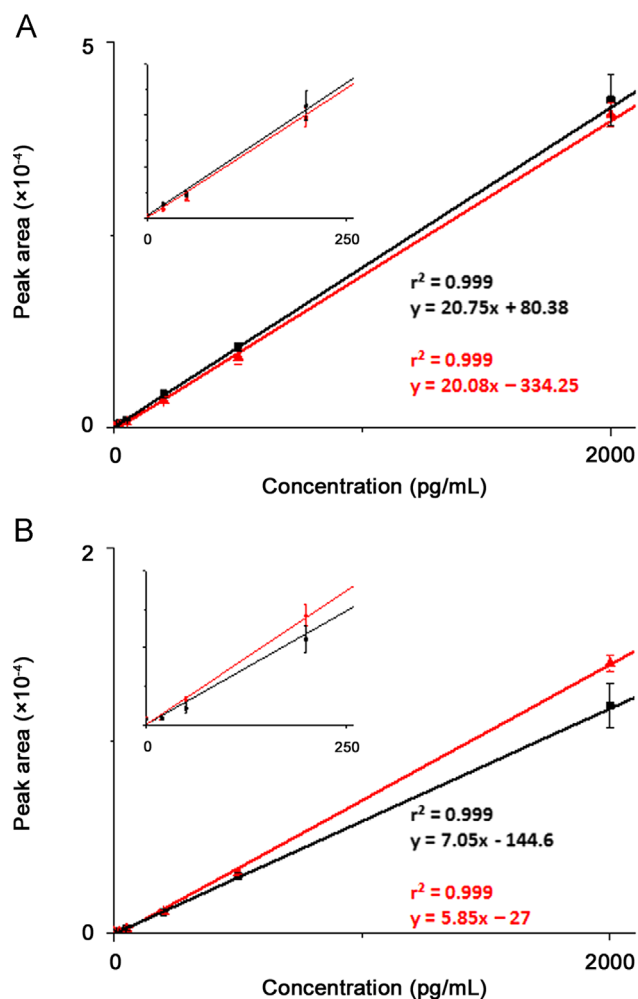 A
5
Peak area (×10⁻⁴)
0
250
r² = 0.999
y = 20.75x + 80.38
r² = 0.999
y = 20.08x − 334.25
0
0
2000
Concentration (pg/mL)
B
2
Peak area (×10⁻⁴)
0
250
r² = 0.999
y = 7.05x - 144.6
r² = 0.999
y = 5.85x − 27
0
0
2000
Concentration (pg/mL)